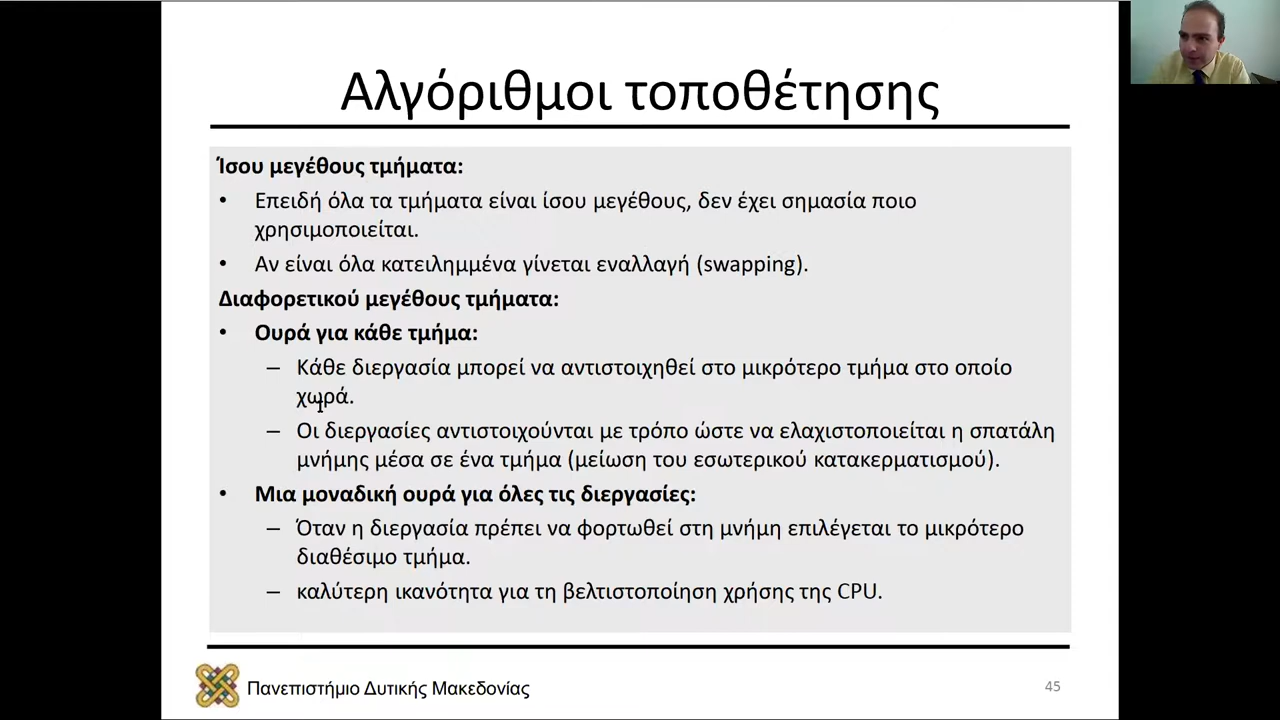 Αλγόριθμοι τοποθέτησης
Ίσου μεγέθους τμήματα:
• Επειδή όλα τα τμήματα είναι ίσου μεγέθους, δεν έχει σημασία ποιο
χρησιμοποιείται.
• Αν είναι όλα κατειλημμένα γίνεται εναλλαγή (swapping).
Διαφορετικού μεγέθους τμήματα:
• Ουρά για κάθε τμήμα:
– Κάθε διεργασία μπορεί να αντιστοιχηθεί στο μικρότερο τμήμα στο οποίο
χωρά.
– Οι διεργασίες αντιστοιχούνται με τρόπο ώστε να ελαχιστοποιείται η σπατάλη
μνήμης μέσα σε ένα τμήμα (μείωση του εσωτερικού κατακερματισμού).
• Μια μοναδική ουρά για όλες τις διεργασίες:
– Όταν η διεργασία πρέπει να φορτωθεί στη μνήμη επιλέγεται το μικρότερο
διαθέσιμο τμήμα.
– καλύτερη ικανότητα για τη βελτιστοποίηση χρήσης της CPU.
Πανεπιστήμιο Δυτικής Μακεδονίας
45